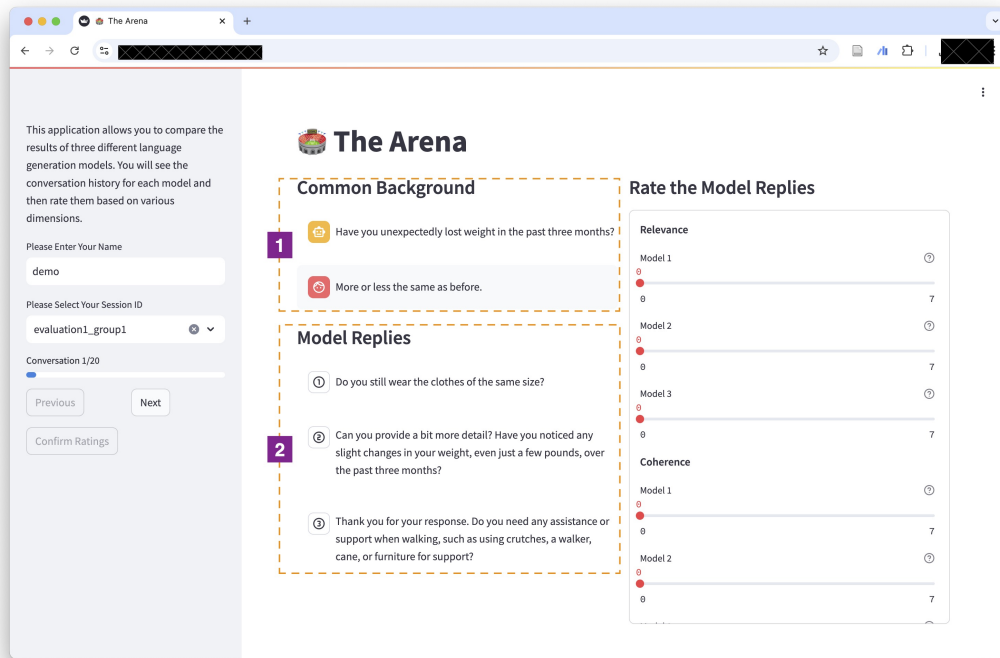 The Arena
This application allows you to compare the
results of three different language
generation models. You will see the
conversation history for each model and
then rate them based on various
dimensions.
Please Enter Your Name
demo
Please Select Your Session ID
evaluation1_group1
Conversation 1/20
Previous
Next
Confirm Ratings
The Arena
Common Background
1
Have you unexpectedly lost weight in the past three months?
More or less the same as before.
Model Replies
1
Do you still wear the clothes of the same size?
2
2
Can you provide a bit more detail? Have you noticed any
slight changes in your weight, even just a few pounds, over
the past three months?
3
Thank you for your response. Do you need any assistance or
support when walking, such as using crutches, a walker,
cane, or furniture for support?
Rate the Model Replies
Relevance
Model 1
0
0 7
Model 2
0
0 7
Model 3
0
0 7
Coherence
Model 1
0
0 7
Model 2
0
0 7